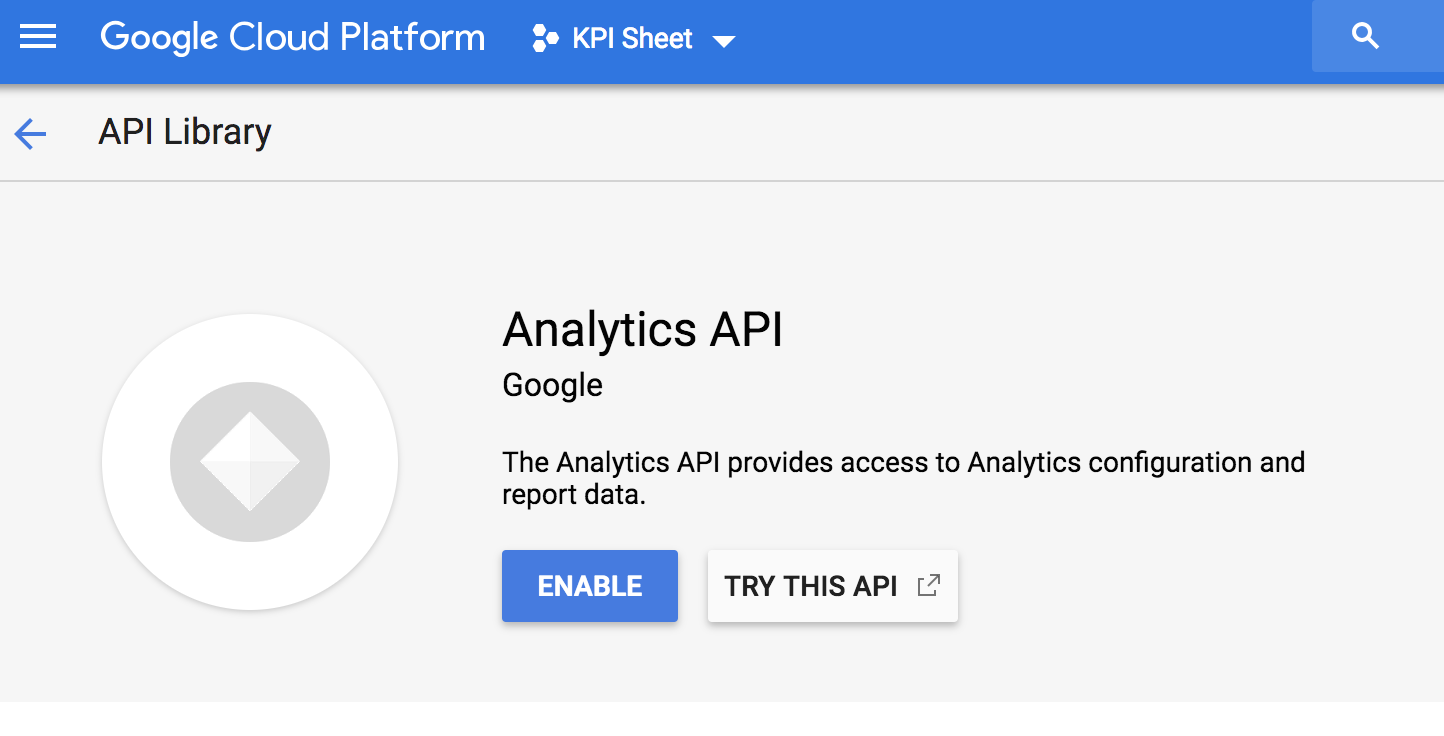 Google Cloud Platform KPI Sheet
API Library
Analytics API
Google
The Analytics API provides access to Analytics configuration and
report data.
ENABLE TRY THIS API